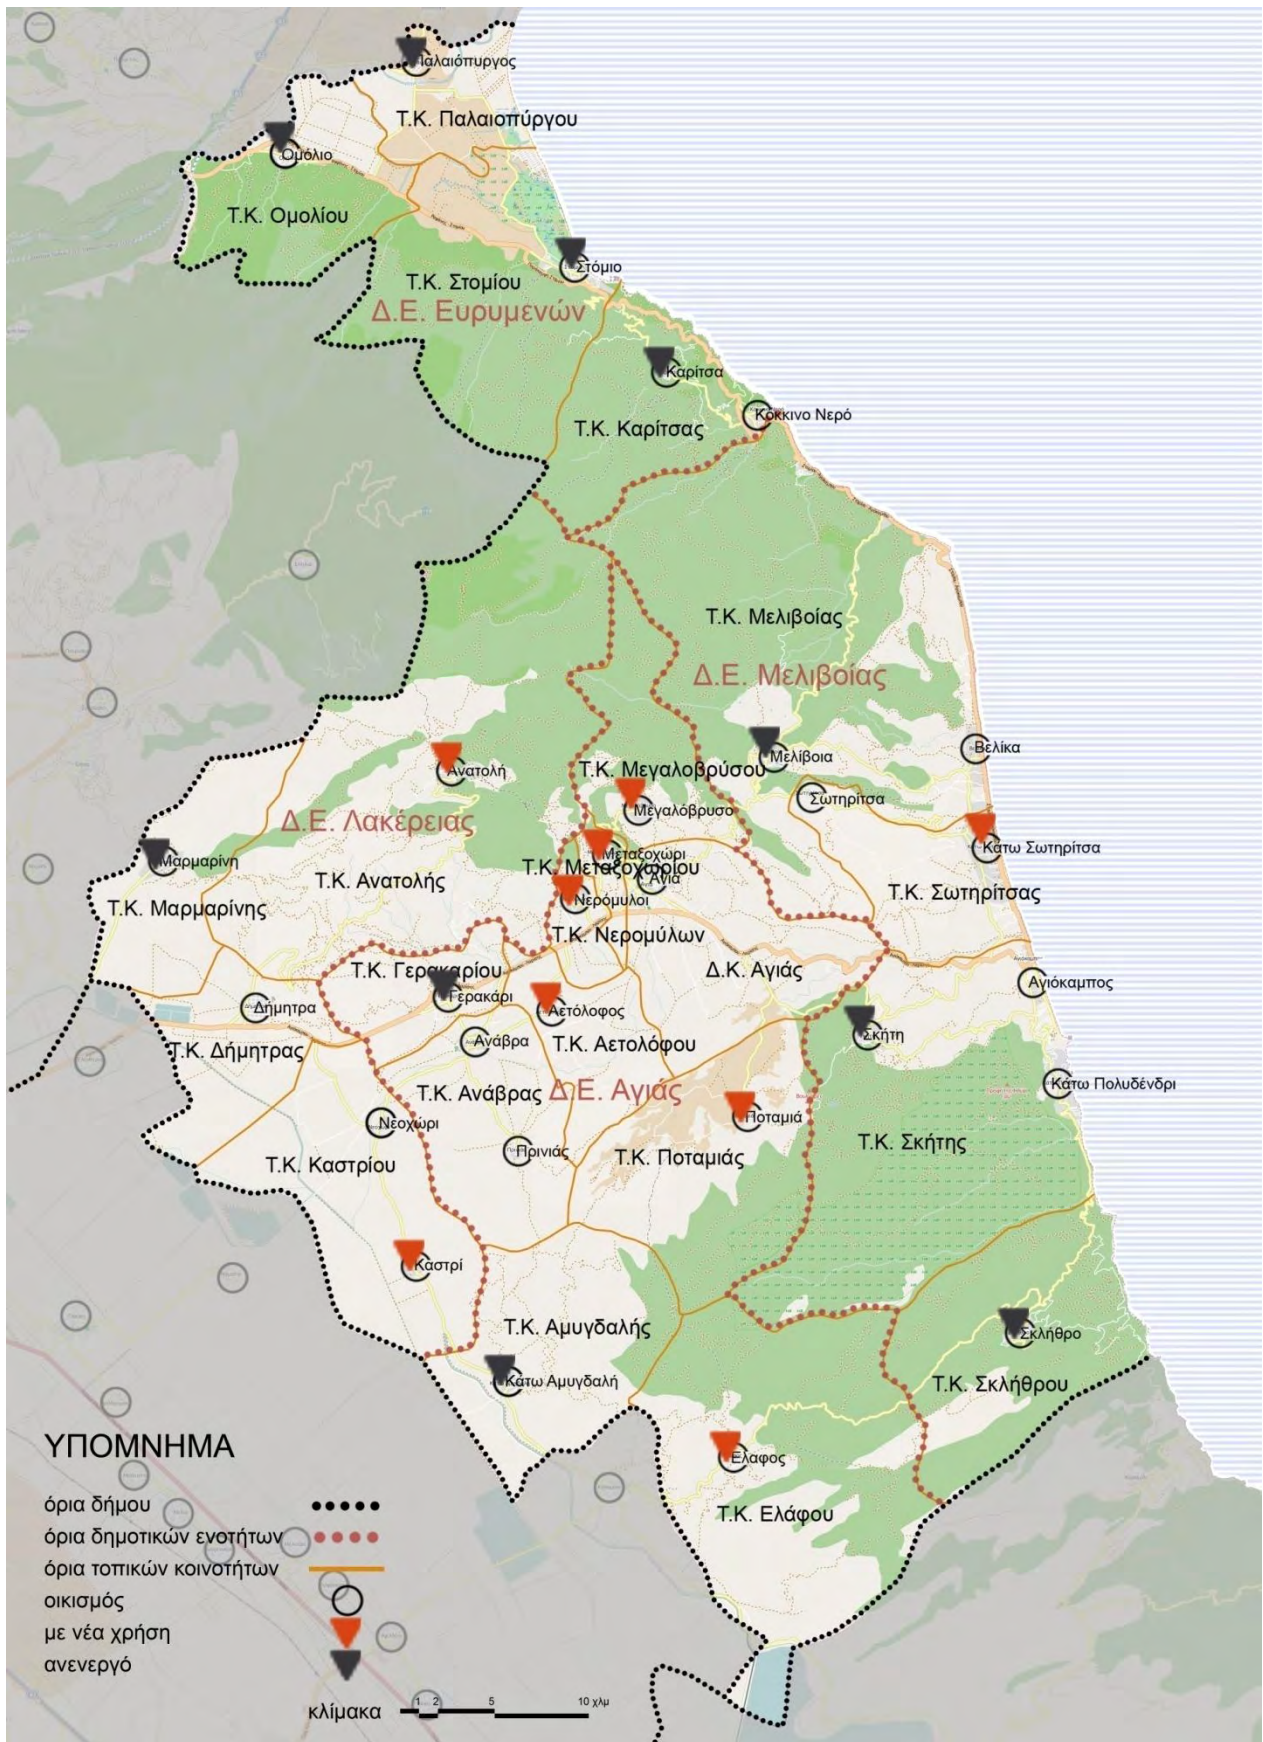 Παλαιόπυργος
Τ.Κ. Παλαιοπύργου
Ομόλιο
Τ.Κ. Ομολίου
Στόμιο
Τ.Κ. Στομίου
Δ.Ε. Ευρυμενών
Καρίτσα
Κόκκινο Νερό
Τ.Κ. Καρίτσας
Τ.Κ. Μελιβοίας
Δ.Ε. Μελιβοίας
Μελίβοια
Βελίκα
Ανατολή
Τ.Κ. Μεγαλοβρύσου
Σωτηρίτσα
Μεγαλόβρυσο
Δ.Ε. Λακέρειας
Κάτω Σωτηρίτσα
Μαρμαρίνη
Μεταξοχώρι
Τ.Κ. Μεταξοχωρίου
Τ.Κ. Ανατολής
Αγιά
Τ.Κ. Σωτηρίτσας
Νερόμυλοι
Τ.Κ. Μαρμαρίνης
Τ.Κ. Νερομύλων
Τ.Κ. Γερακαρίου
Δ.Κ. Αγιάς
Αγιόκαμπος
Γερακάρι
Δήμητρα
Αετόλοφος
Σκήτη
Ανάβρα
Τ.Κ. Αετολόφου
Τ.Κ. Δήμητρας
Κάτω Πολυδένδρι
Τ.Κ. Ανάβρας
Δ.Ε. Αγιάς
Ποταμιά
Νεοχώρι
Τ.Κ. Σκήτης
Πρινιάς
Τ.Κ. Ποταμιάς
Τ.Κ. Καστρίου
Καστρί
Τ.Κ. Αμυγδαλής
Σκλήθρο
Κάτω Αμυγδαλή
Τ.Κ. Σκλήθρου
Έλαφος
Τ.Κ. Ελάφου
ΥΠΟΜΝΗΜΑ
όρια δήμου
όρια δημοτικών ενοτήτων
όρια τοπικών κοινοτήτων
οικισμός
με νέα χρήση
ανενεργό
κλίμακα
1 2 5 10 χλμ